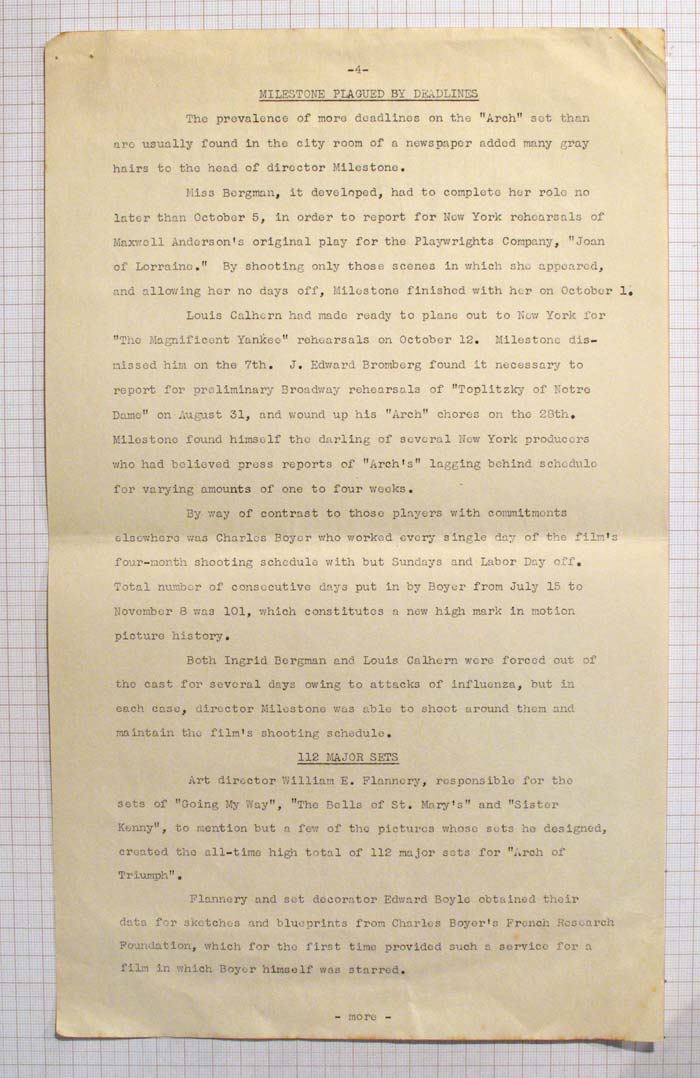 -4-
MILESTONE PLAGUED BY DEADLINES
The prevalence of more deadlines on the "Arch" set than
are usually found in the city room of a newspaper added many gray
hairs to the head of director Milestone.
Miss Bergman, it developed, had to complete her role no
later than October 5, in order to report for New York rehearsals of
Maxwell Anderson's original play for the Playwrights Company, "Joan
of Lorraine." By shooting only those scenes in which she appeared,
and allowing her no days off, Milestone finished with her on October 1.
Louis Calhern had made ready to plane out to New York for
"The Magnificent Yankee" rehearsals on October 12. Milestone dis-
missed him on the 7th. J. Edward Bromberg found it necessary to
report for preliminary Broadway rehearsals of "Toplitzky of Notre
Dame" on August 31, and wound up his "Arch" chores on the 28th.
Milestone found himself the darling of several New York producers
who had believed press reports of "Arch's" lagging behind schedule
for varying amounts of one to four weeks.
By way of contrast to those players with commitments
elsewhere was Charles Boyer who worked every single day of the film's
four-month shooting schedule with but Sundays and Labor Day off.
Total number of consecutive days put in by Boyer from July 15 to
November 8 was 101, which constitutes a new high mark in motion
picture history.
Both Ingrid Bergman and Louis Calhern were forced out of
the cast for several days owing to attacks of influenza, but in
each case, director Milestone was able to shoot around them and
maintain the film's shooting schedule.
112 MAJOR SETS
Art director William E. Flannery, responsible for the
sets of "Going My Way", "The Bells of St. Mary's" and "Sister
Kenny", to mention but a few of the pictures whose sets he designed,
created the all-time high total of 112 major sets for "Arch of
Triumph".
Flannery and set decorator Edward Boyle obtained their
data for sketches and blueprints from Charles Boyer's French Research
Foundation, which for the first time provided such a service for a
film in which Boyer himself was starred.
- more -